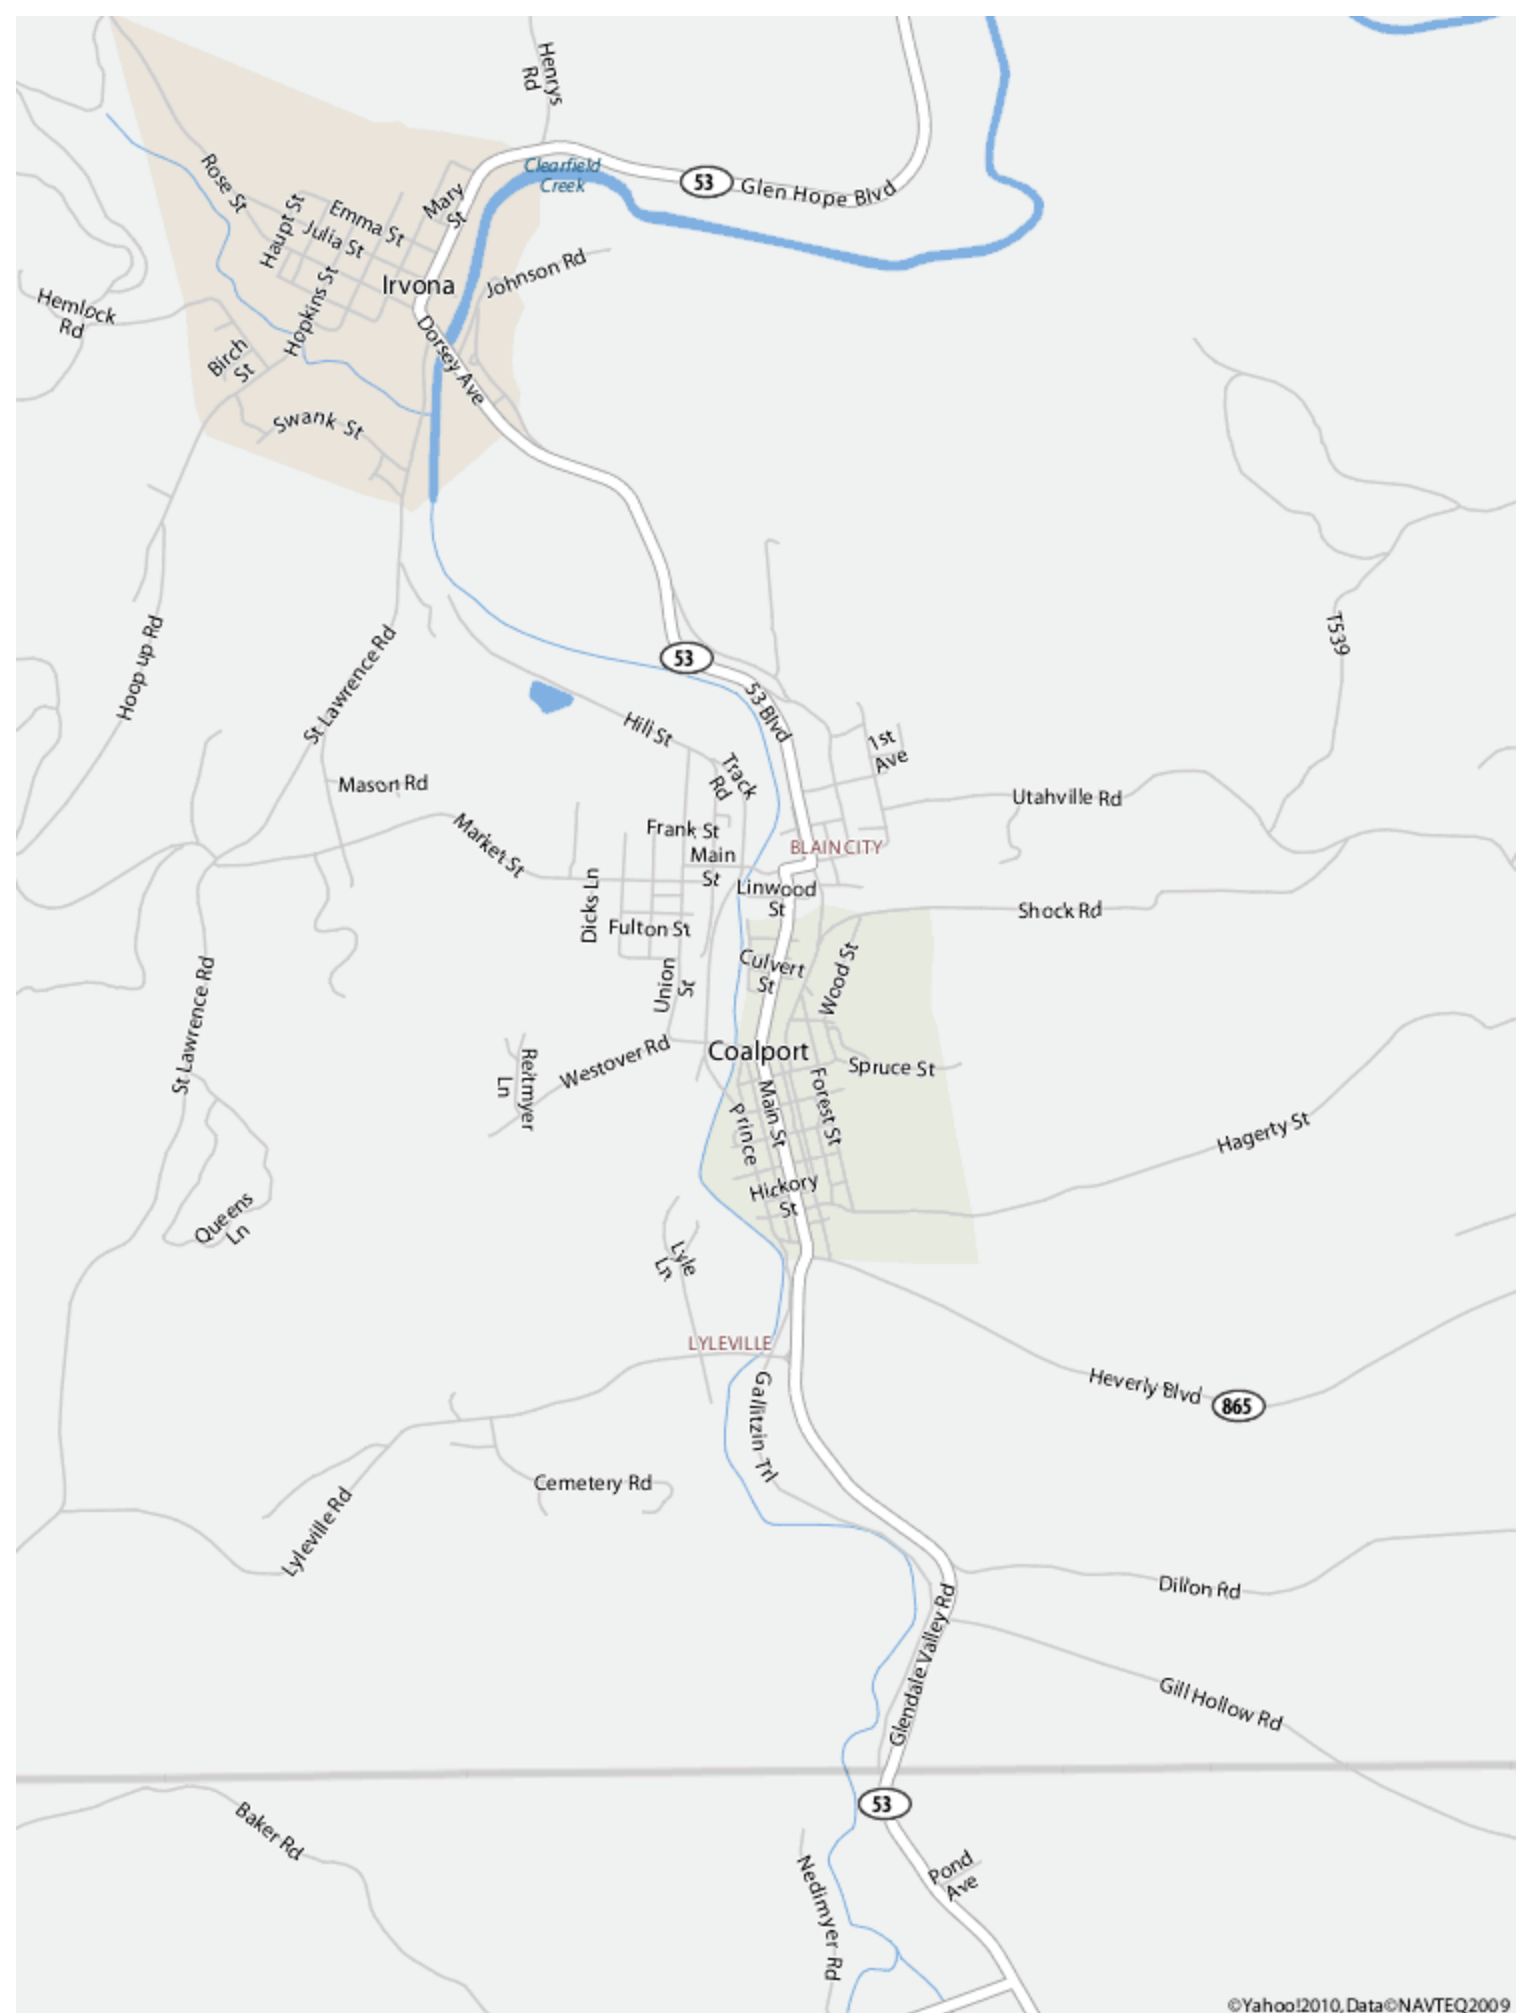 Henrys
Rd
Clearfield
Creek
53
Glen Hope Blvd
Rose St
Haupt St
Emma St
Julia St
Mary
St
Hopkins St
Irvona
Johnson Rd
Hemlock
Rd
Dorsey Ave
Birch
St
Swank St
Hoop up Rd
St Lawrence Rd
53
53 Blvd
T539
Hill St
Track
Rd
1st
Ave
Mason Rd
Utahville Rd
Market St
Frank St
Main
St
BLAIN CITY
Linwood
St
Dicks Ln
Fulton St
Shock Rd
Culvert
St
Wood St
Union
St
St Lawrence Rd
Westover Rd
Reitmyer
Ln
Coalport
Spruce St
Main St
Forest St
Prince
Hagerty St
Hickory
St
Queens
Ln
Lyle
Ln
LYLEVILLE
Gallitzin Trl
Heverly Blvd
865
Cemetery Rd
Lyleville Rd
Dillon Rd
Glendale Valley Rd
Gill Hollow Rd
53
Baker Rd
Pond
Ave
Nedimyer Rd
©Yahoo!2010, Data©NAVTEQ2009